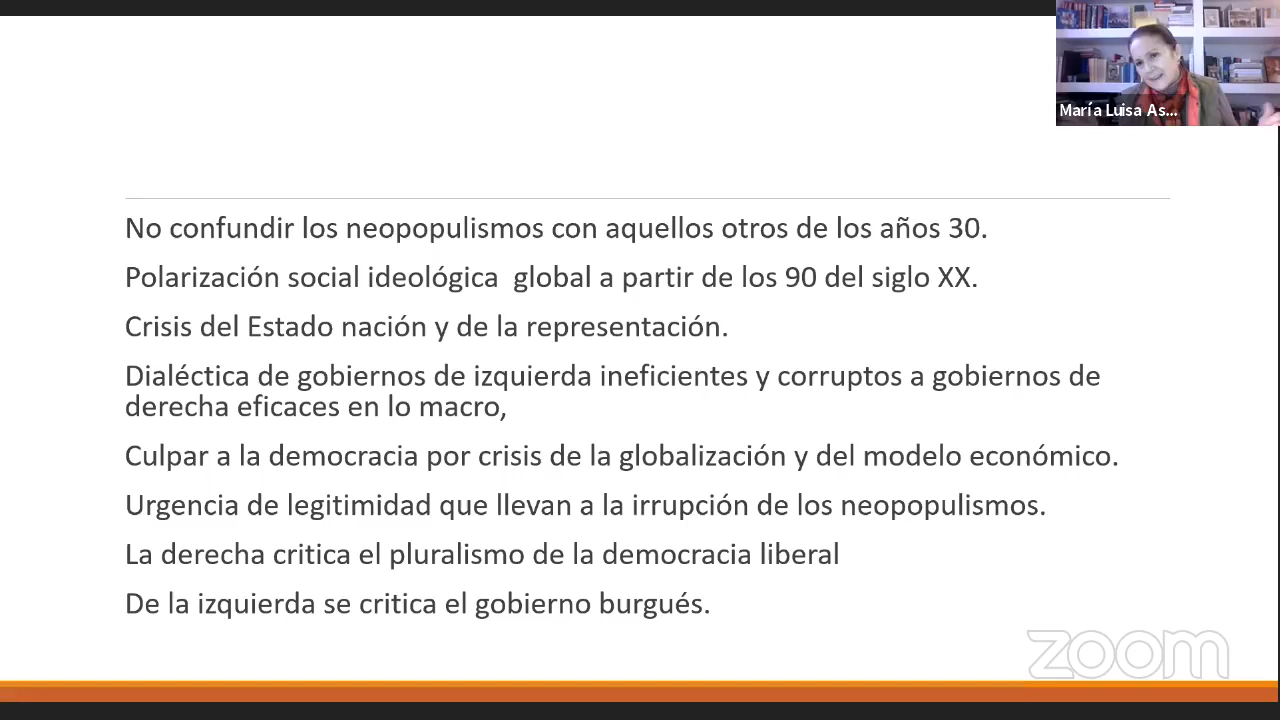 María Luisa As...
No confundir los neopopulismos con aquellos otros de los años 30.
Polarización social ideológica  global a partir de los 90 del siglo XX.
Crisis del Estado nación y de la representación.
Dialéctica de gobiernos de izquierda ineficientes y corruptos a gobiernos de
derecha eficaces en lo macro,
Culpar a la democracia por crisis de la globalización y del modelo económico.
Urgencia de legitimidad que llevan a la irrupción de los neopopulismos.
La derecha critica el pluralismo de la democracia liberal
De la izquierda se critica el gobierno burgués.
zoom